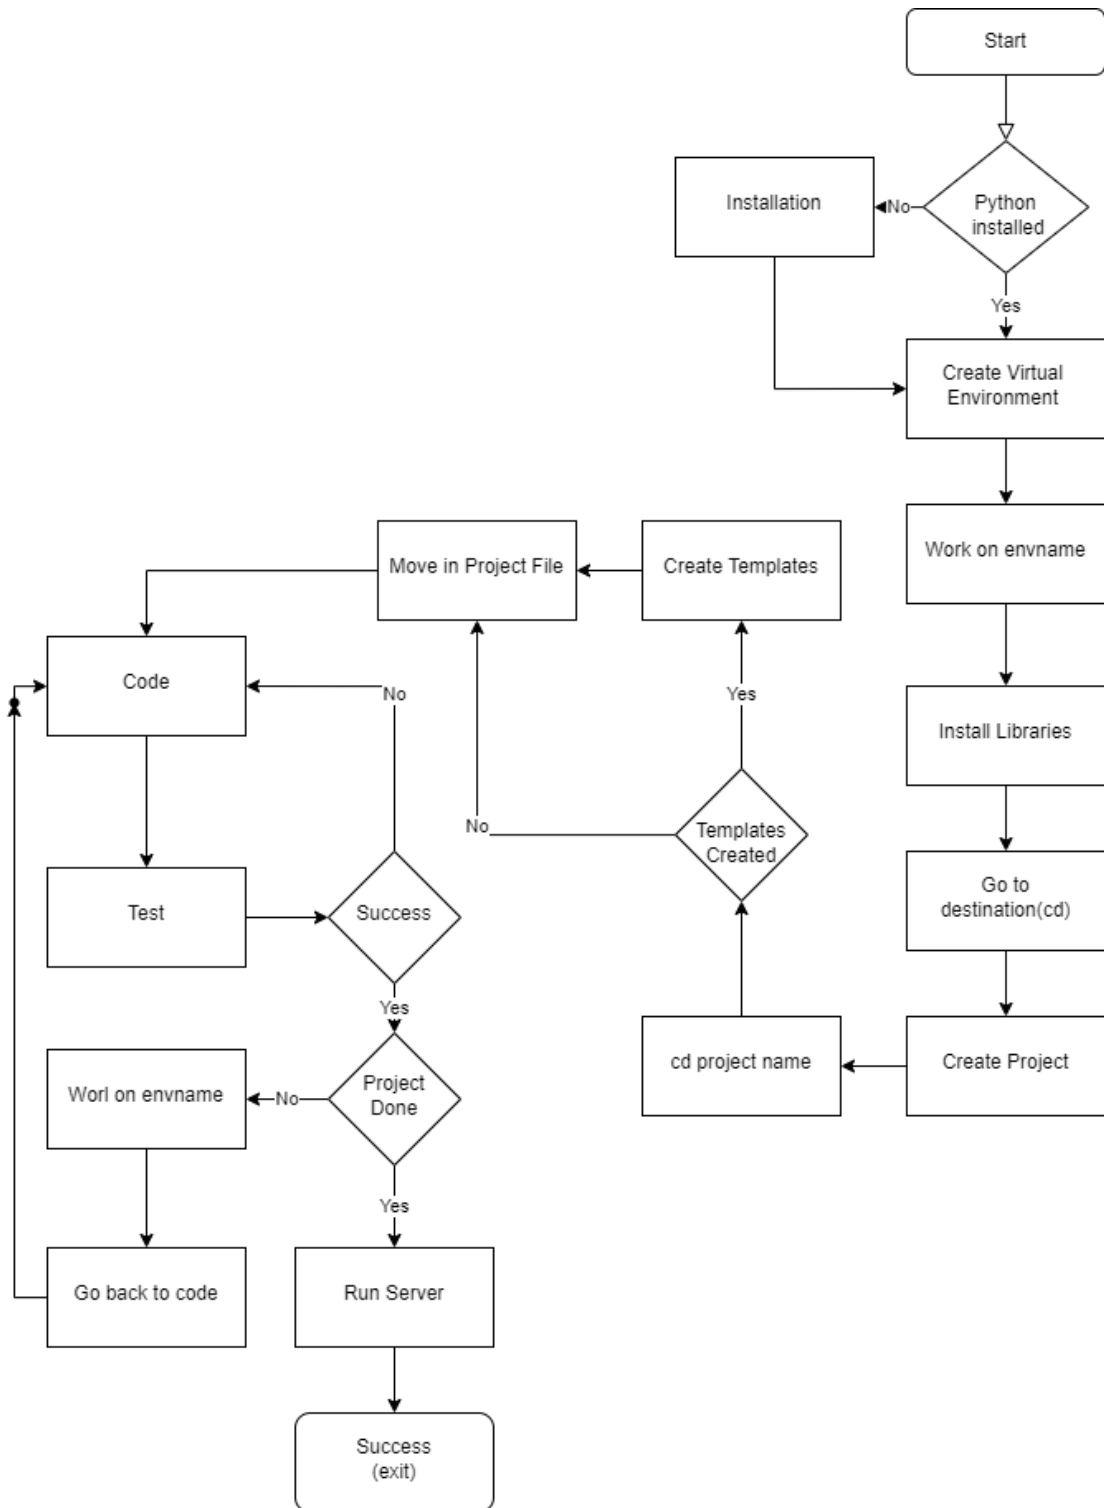 Start
Python
installed
No
Installation
Yes
Create Virtual
Environment
Work on envname
Install Libraries
Go to
destination(cd)
Create Project
cd project name
Templates
Created
Yes
No
Create Templates
Move in Project File
Code
Test
Success
No
Yes
Project
Done
No
Worl on envname
Go back to code
Yes
Run Server
Success
(exit)